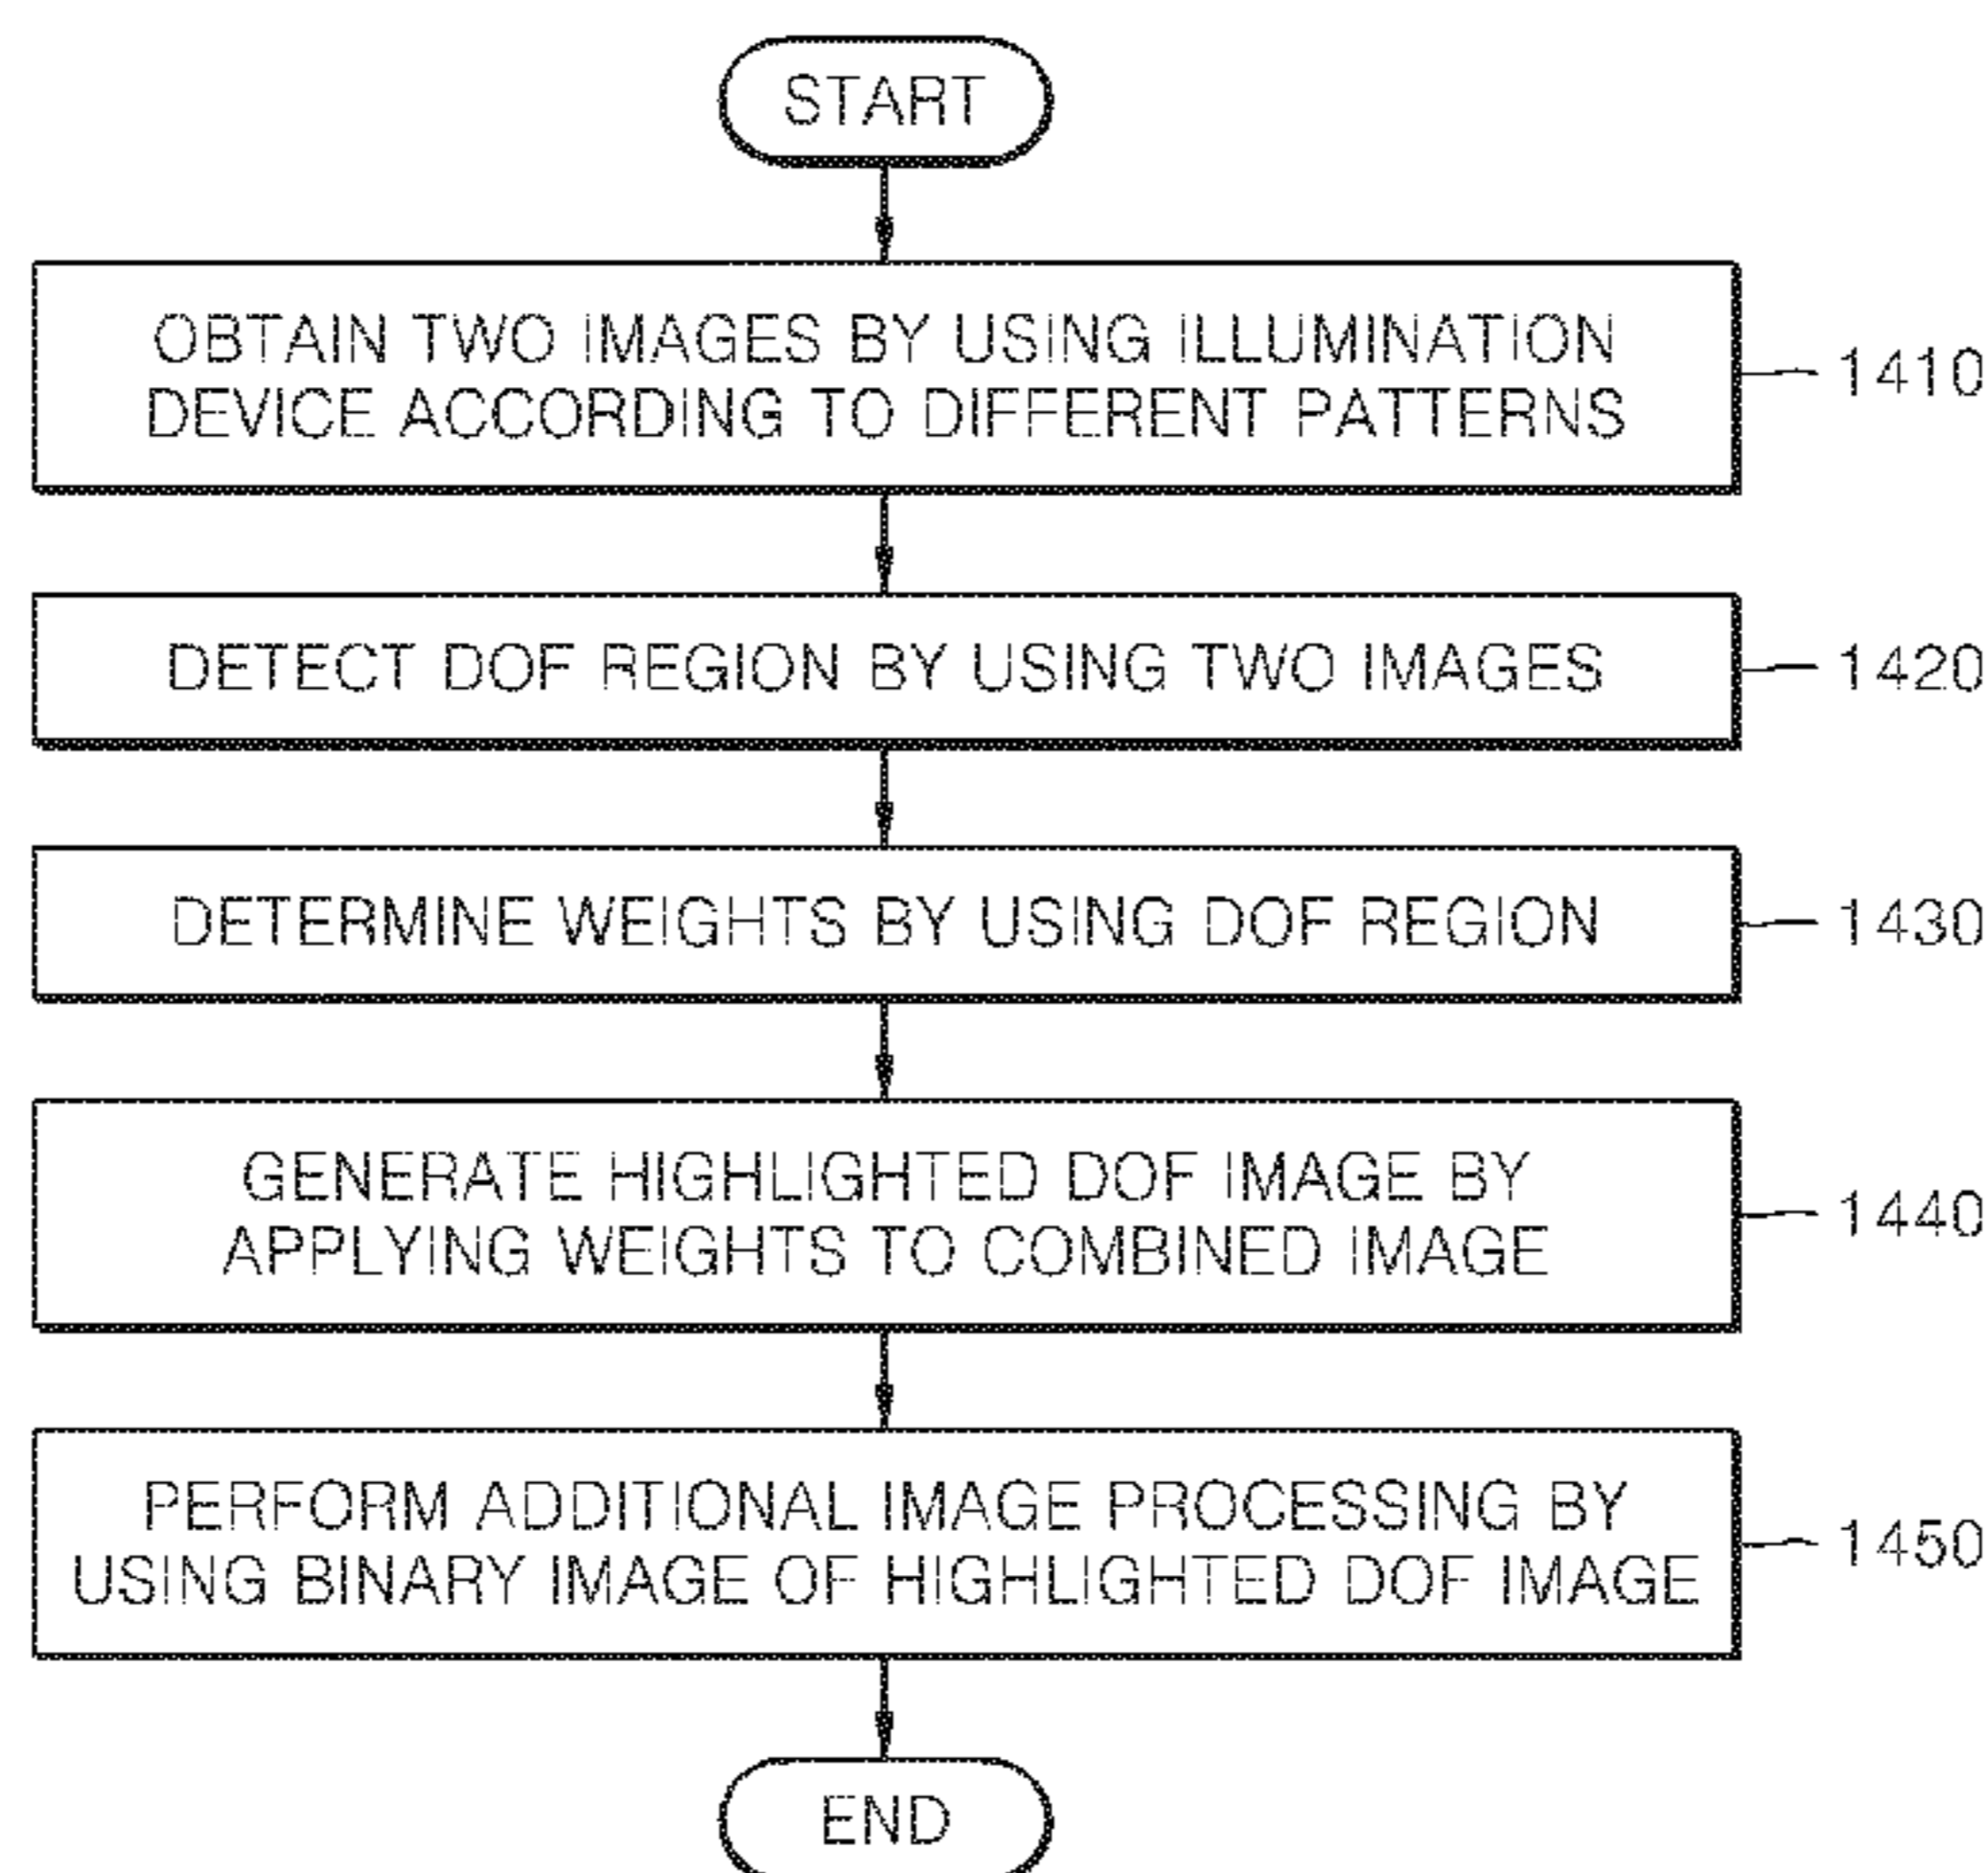 START
OBTAIN TWO IMAGES BY USING ILLUMINATION
DEVICE ACCORDING TO DIFFERENT PATTERNS
1410
DETECT DOF REGION BY USING TWO IMAGES
1420
DETERMINE WEIGHTS BY USING DOF REGION
1430
GENERATE HIGHLIGHTED DOF IMAGE BY
APPLYING WEIGHTS TO COMBINED IMAGE
1440
PERFORM ADDITIONAL IMAGE PROCESSING BY
USING BINARY IMAGE OF HIGHLIGHTED DOF IMAGE
1450
END